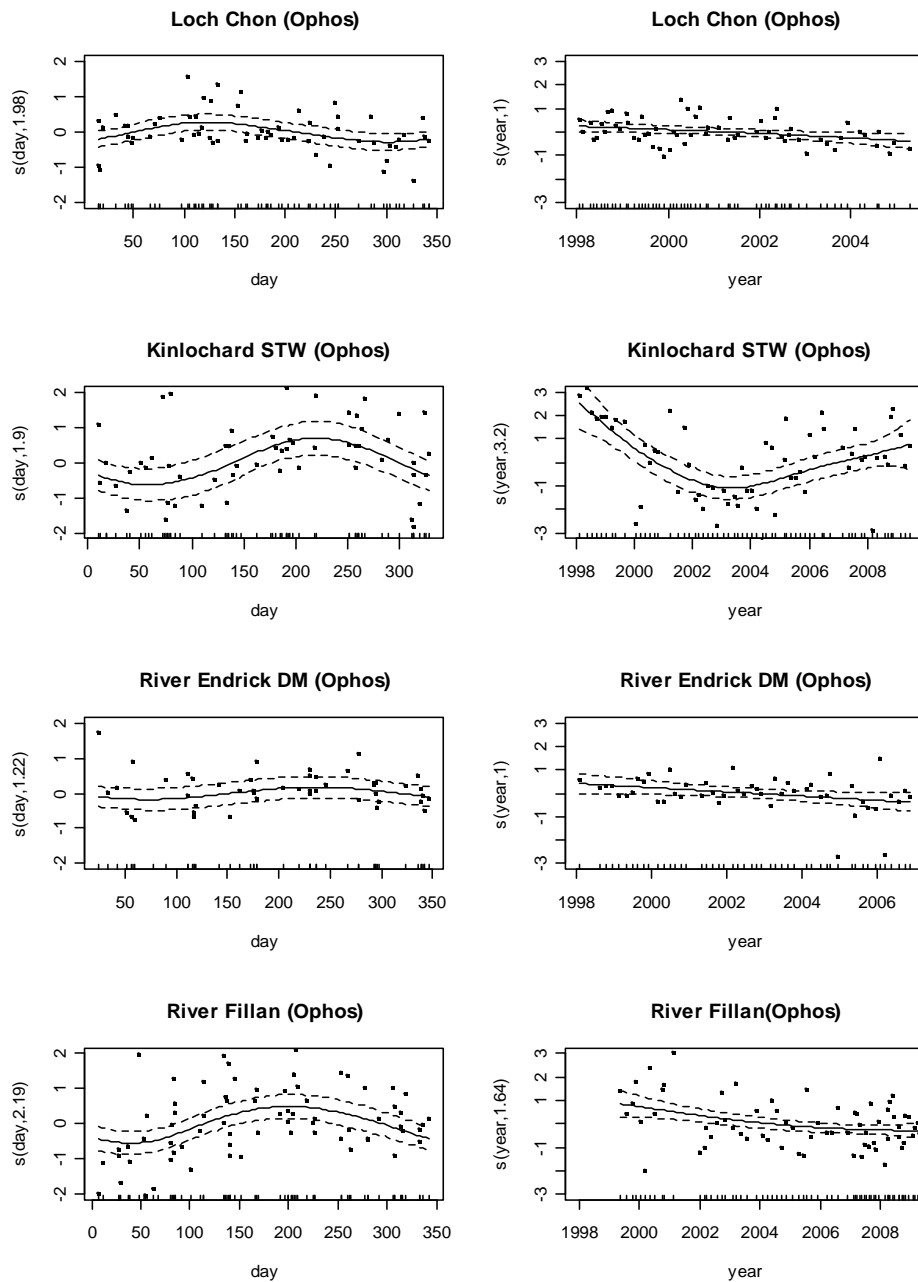 Loch Chon (Ophos)
s(day,1.98)
2
1
0
-1
-2
50 100 150 200 250 300 350
day
Loch Chon (Ophos)
s(year,1)
3
1
-1
-3
1998 2000 2002 2004
year
Kinlochard STW (Ophos)
s(day,1.9)
2
1
0
-1
-2
0 50 100 150 200 250 300
day
Kinlochard STW (Ophos)
s(year,3.2)
3
2
1
-1
-3
1998 2000 2002 2004 2006 2008
year
River Endrick DM (Ophos)
s(day,1.22)
2
1
0
-1
-2
50 100 150 200 250 300 350
day
River Endrick DM (Ophos)
s(year,1)
3
1
-1
-3
1998 2000 2002 2004 2006
year
River Fillan (Ophos)
s(day,2.19)
2
1
0
-1
-2
0 50 100 150 200 250 300 350
day
River Fillan(Ophos)
s(year,1.64)
3
2
1
-1
-3
1998 2000 2002 2004 2006 2008
year